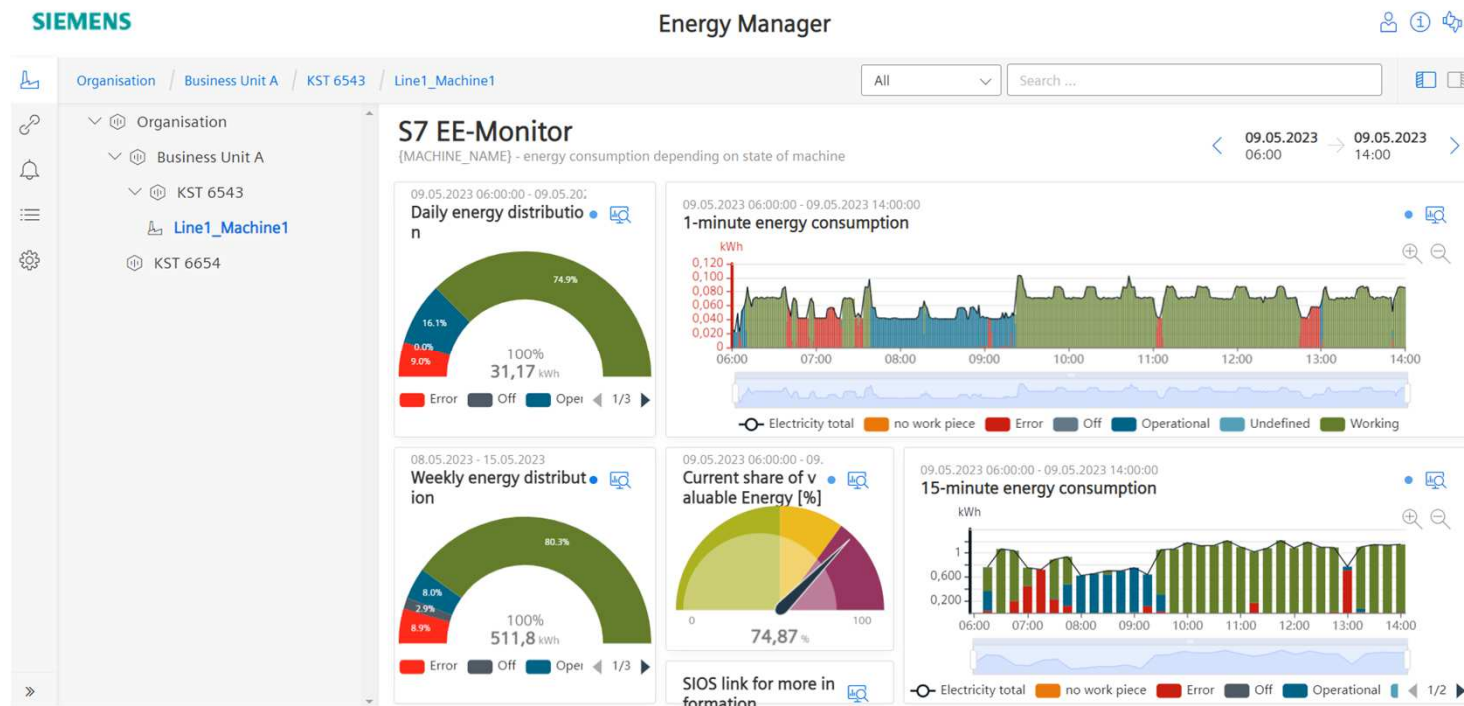 SIEMENS
Energy Manager
Organisation / Business Unit A / KST 6543 / Line1_Machine1
All
Search ...
Organisation
Business Unit A
KST 6543
Line1_Machine1
KST 6654
S7 EE-Monitor
{MACHINE_NAME} - energy consumption depending on state of machine
09.05.2023
06:00
09.05.2023
14:00
09.05.2023 06:00:00 - 09.05.202
Daily energy distributio
n
74.9%
16.1%
0.0%
9.0%
100%
31,17 kWh
Error Off Oper 1/3
09.05.2023 06:00:00 - 09.05.2023 14:00:00
1-minute energy consumption
kWh
0,120
0,100
0,080
0,060
0,040
0,020
0
06:00 07:00 08:00 09:00 10:00 11:00 12:00 13:00 14:00
Electricity total no work piece Error Off Operational Undefined Working
08.05.2023 - 15.05.2023
Weekly energy distribut
ion
80.3%
8.0%
2.9%
8.9%
100%
511,8 kWh
Error Off Oper 1/3
09.05.2023 06:00:00 - 09.
Current share of v
aluable Energy [%]
0 100
74,87 %
SIOS link for more in
formation
09.05.2023 06:00:00 - 09.05.2023 14:00:00
15-minute energy consumption
kWh
1
0,600
0,200
06:00 07:00 08:00 09:00 10:00 11:00 12:00 13:00 14:00
Electricity total no work piece Error Off Operational 1/2